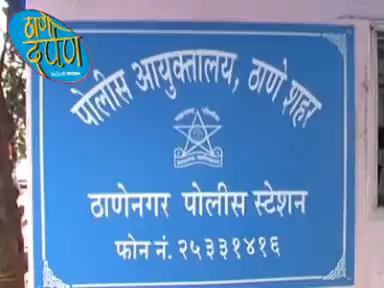 ठाणे
दर्पण
पोलीस आयुक्तालय, ठाणे शहर
ठाणेनगर पोलीस स्टेशन
फोन नं. २५३३१४१६